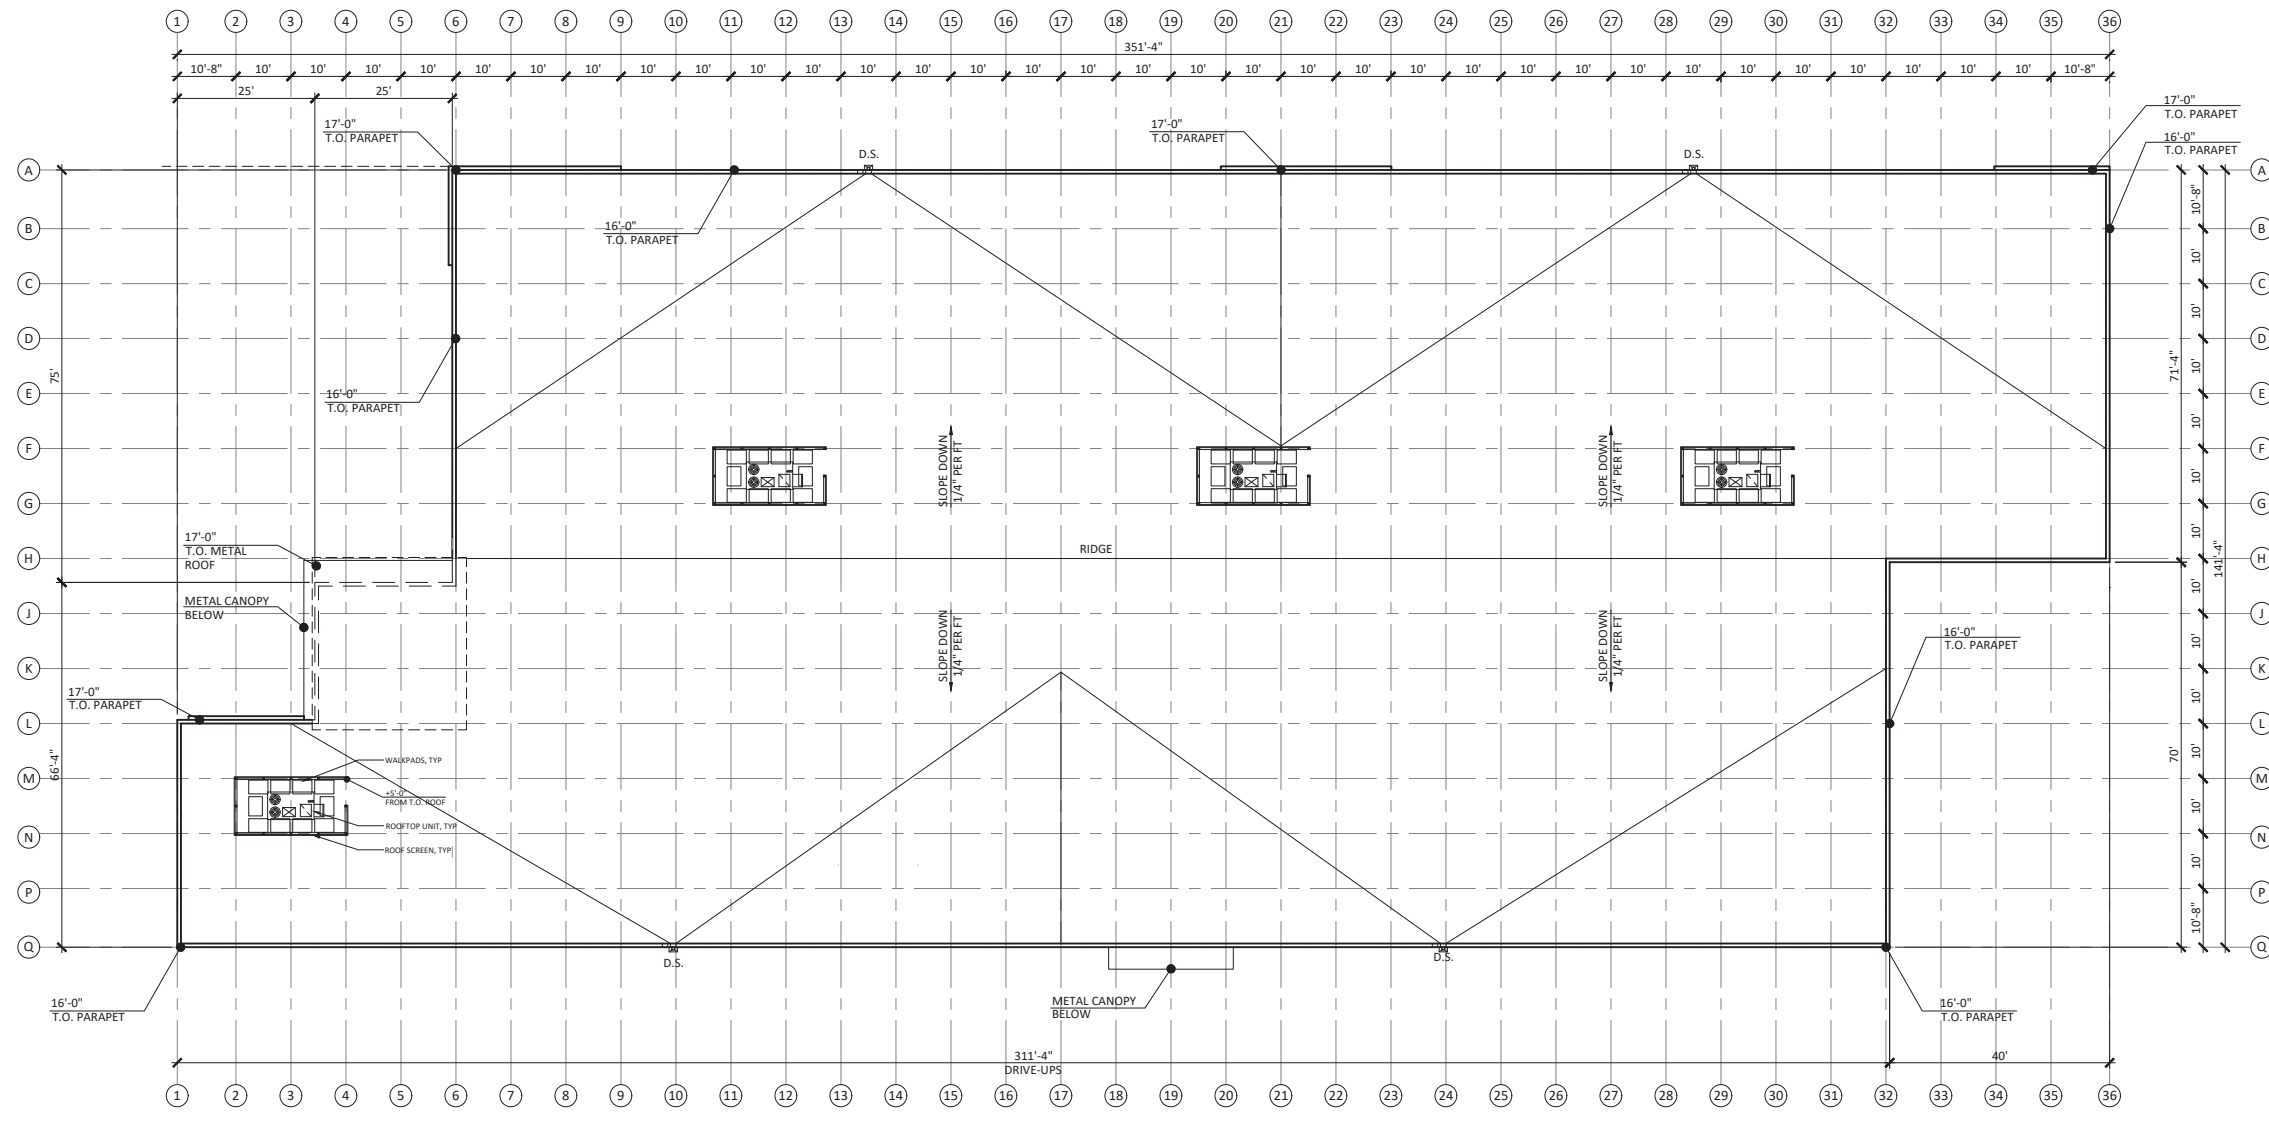 1 2 3 4 5 6 7 8 9 10 11 12 13 14 15 16 17 18 19 20 21 22 23 24 25 26 27 28 29 30 31 32 33 34 35 36
351'-4"
10'-8" 10' 10' 10' 10' 10' 10' 10' 10' 10' 10' 10' 10' 10' 10' 10' 10' 10' 10' 10' 10' 10' 10' 10' 10' 10' 10' 10' 10' 10' 10' 10' 10' 10' 10'-8"
25' 25'
17'-0"
T.O. PARAPET
17'-0"
T.O. PARAPET
17'-0"
T.O. PARAPET
16'-0"
T.O. PARAPET
D.S. D.S.
A A
B B
C C
D D
E E
F F
G G
H H
J J
K K
L L
M M
N N
P P
Q Q
16'-0"
T.O. PARAPET
16'-0"
T.O. PARAPET
75'
66'-4"
10'-8"
10'
10'
10'
10'
10'
10'
10'
10'
10'
10'
10'
10'
10'-8"
71'-4"
70'
141'-4"
SLOPE DOWN
1/4" PER FT
SLOPE DOWN
1/4" PER FT
RIDGE
17'-0"
T.O. METAL
ROOF
METAL CANOPY
BELOW
SLOPE DOWN
1/4" PER FT
SLOPE DOWN
1/4" PER FT
16'-0"
T.O. PARAPET
17'-0"
T.O. PARAPET
WALKPADS, TYP
+5'-0"
FROM T.O. ROOF
ROOFTOP UNIT, TYP
ROOF SCREEN, TYP
D.S. D.S.
16'-0"
T.O. PARAPET
METAL CANOPY
BELOW
16'-0"
T.O. PARAPET
311'-4"
DRIVE-UPS
40'
1 2 3 4 5 6 7 8 9 10 11 12 13 14 15 16 17 18 19 20 21 22 23 24 25 26 27 28 29 30 31 32 33 34 35 36